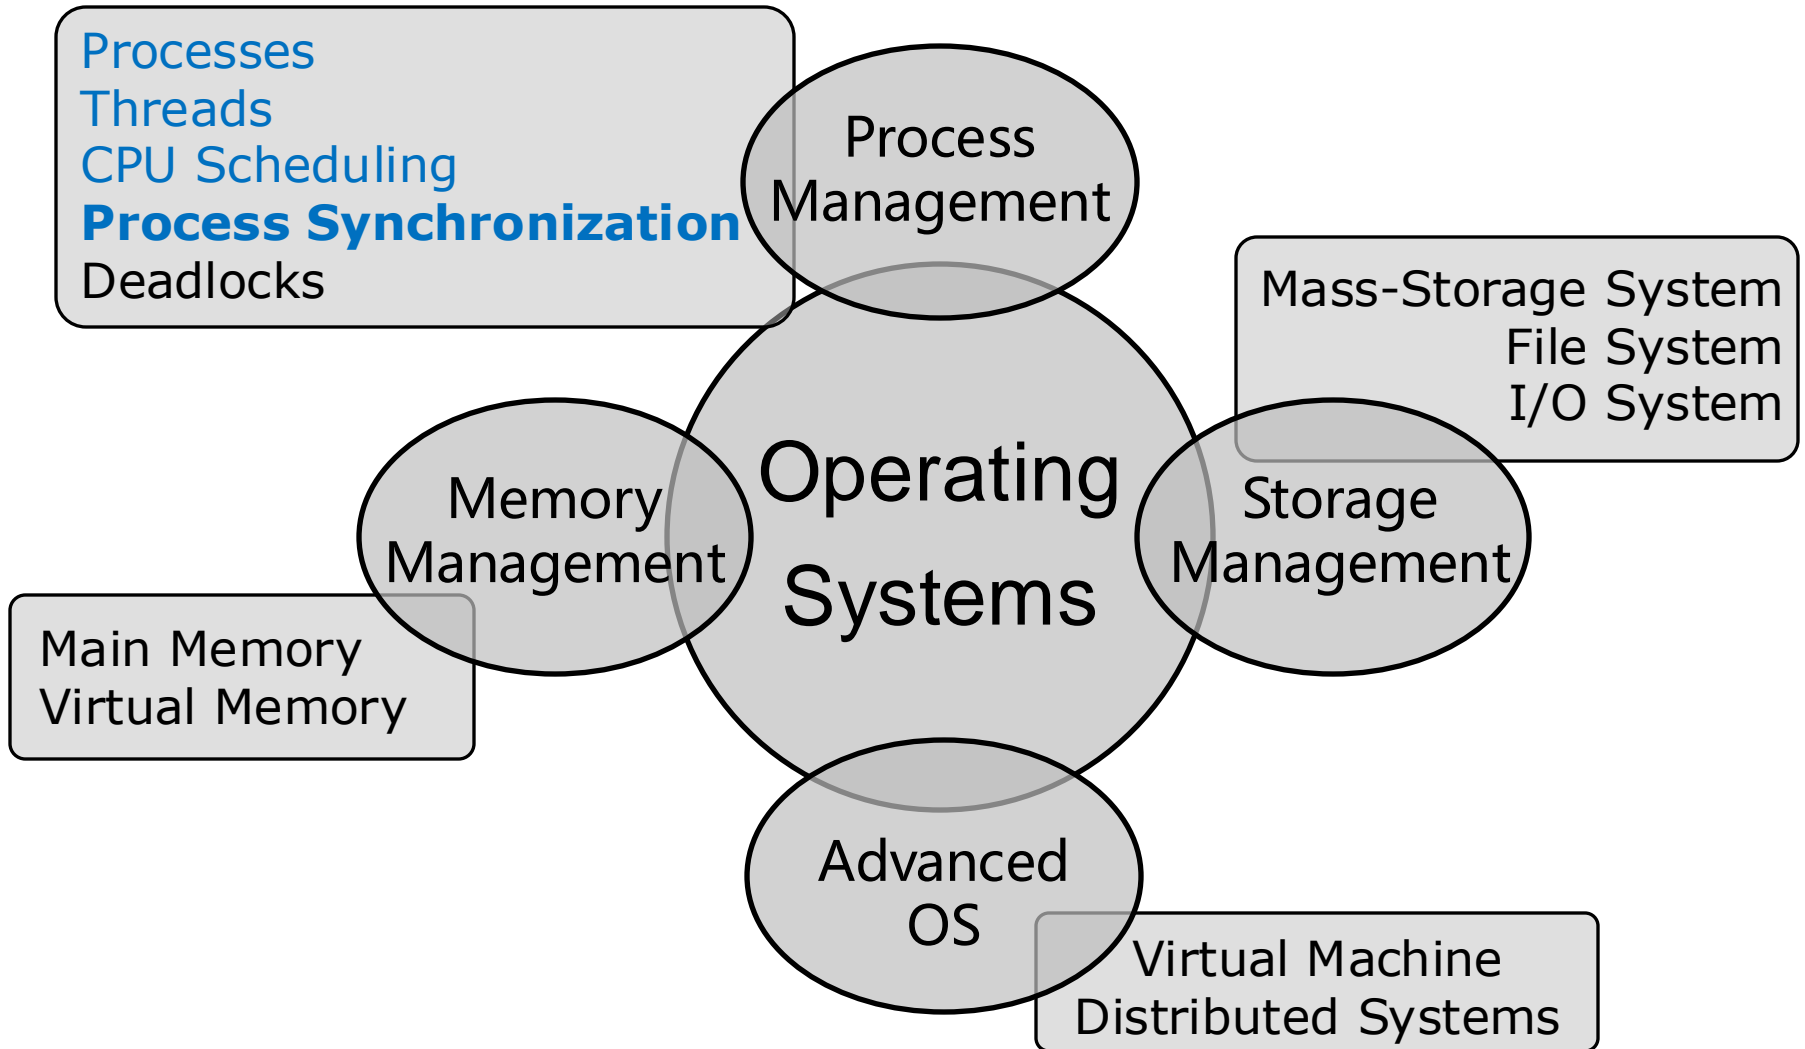 Processes
Threads
CPU Scheduling
Process Synchronization
Deadlocks
Process
Management
Mass-Storage System
File System
I/O System
Operating
Systems
Memory
Management
Storage
Management
Main Memory
Virtual Memory
Advanced
OS
Virtual Machine
Distributed Systems